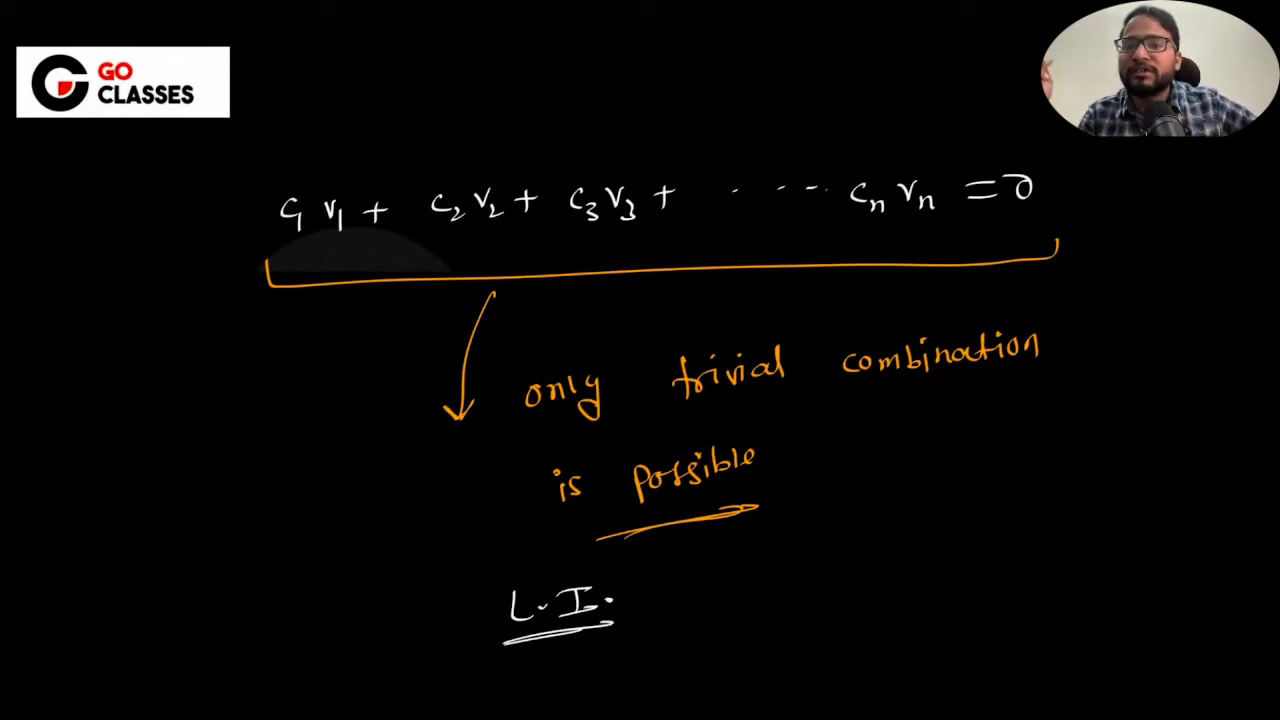 GO
CLASSES
c₁ v₁ + c₂ v₂ + c₃ v₃ + ..... cₙ vₙ = 0
only trivial combination
is possible
L.I.